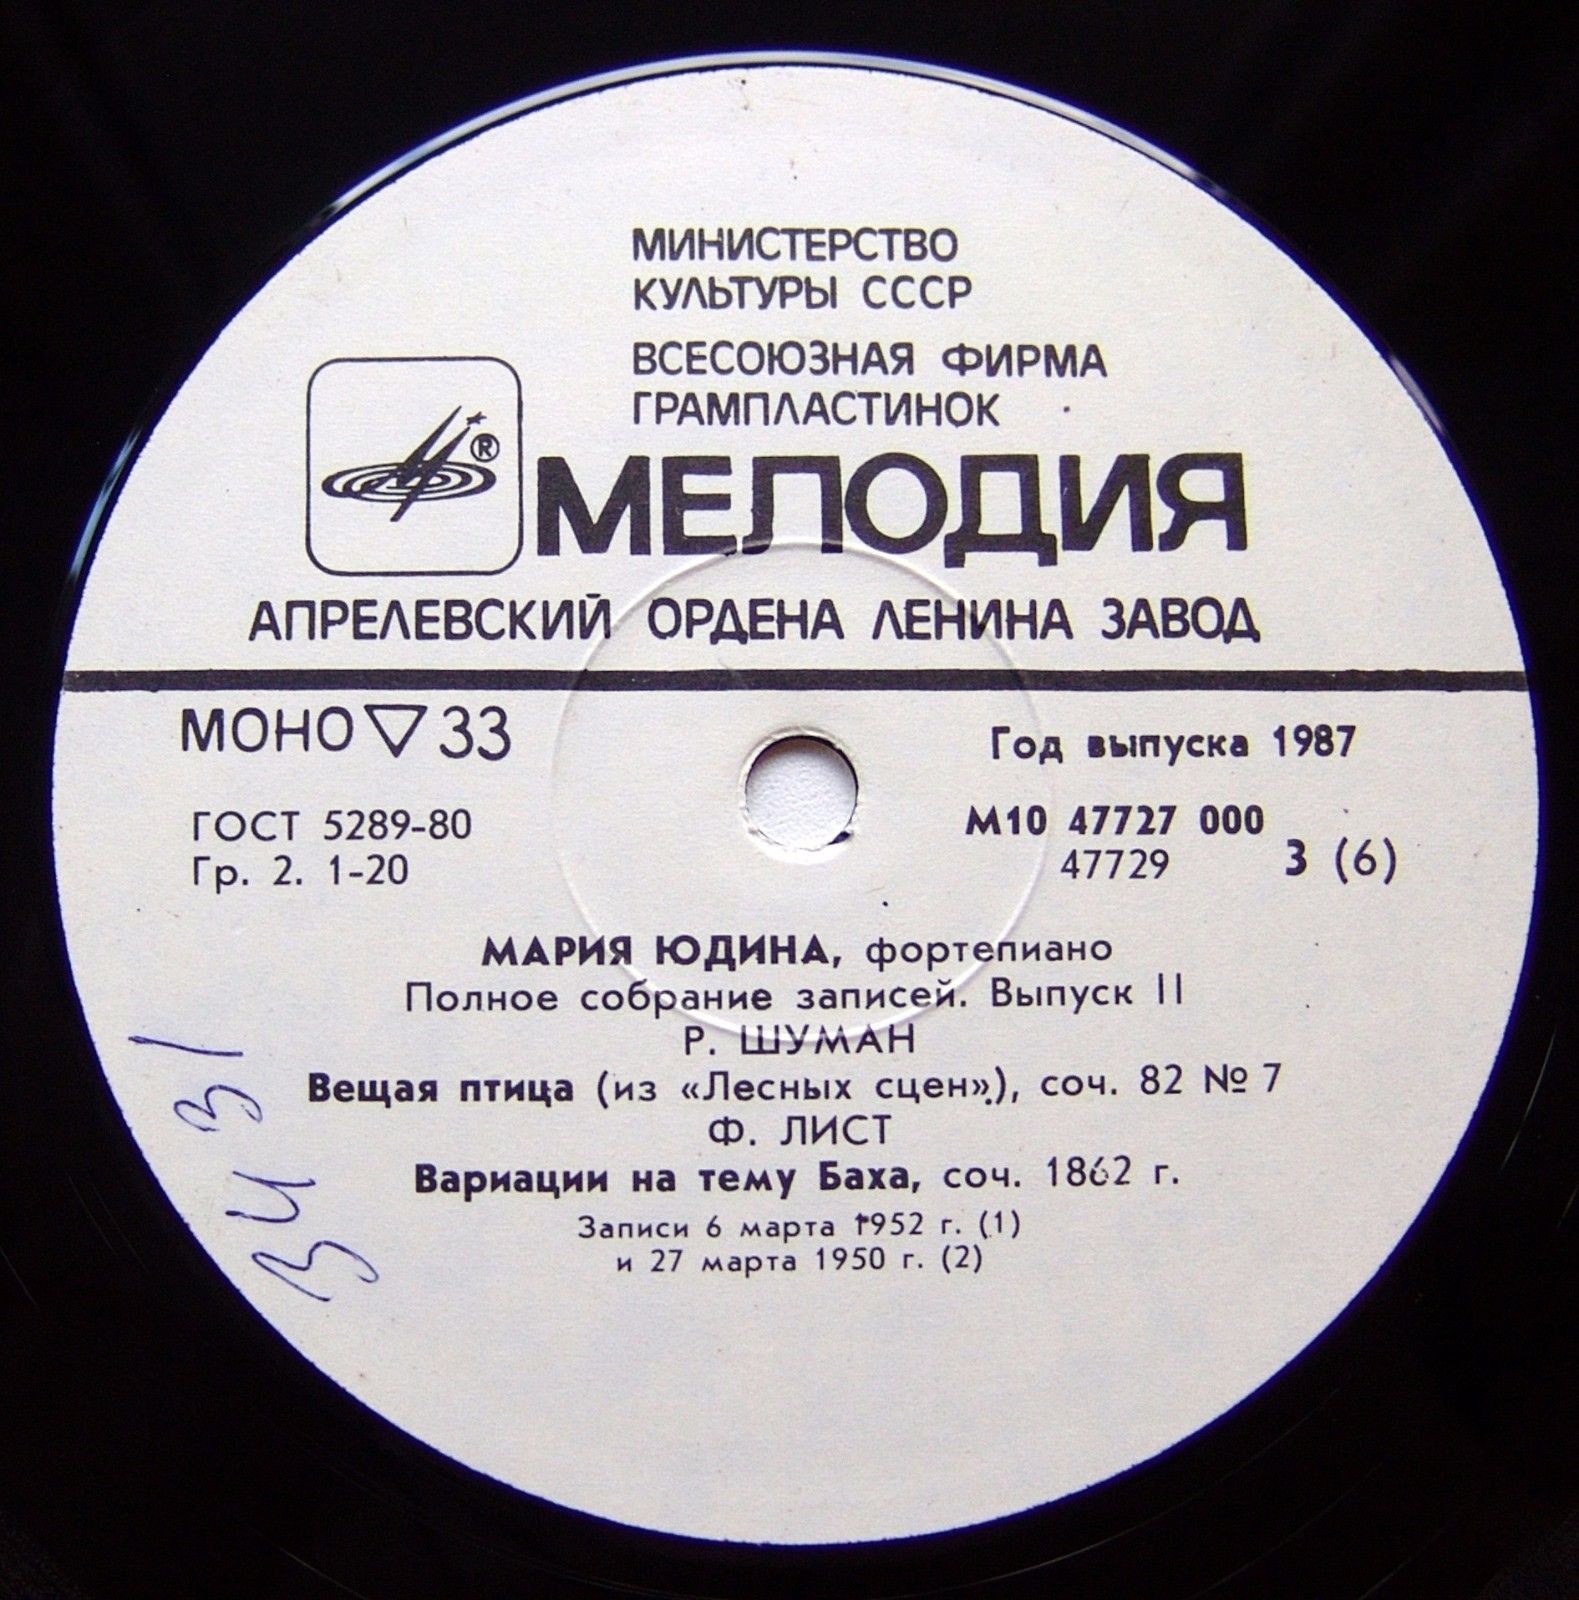 МИНИСТЕРСТВО
КУЛЬТУРЫ СССР
ВСЕСОЮЗНАЯ ФИРМА
ГРАМПЛАСТИНОК
®
МЕЛОДИЯ
АПРЕЛЕВСКИЙ ОРДЕНА ЛЕНИНА ЗАВОД
МОНО ▽ 33
Год выпуска 1987
ГОСТ 5289-80
Гр. 2. 1-20
М10 47727 000
47729 3 (6)
МАРИЯ ЮДИНА, фортепиано
Полное собрание записей. Выпуск II
Р. ШУМАН
Вещая птица (из «Лесных сцен»), соч. 82 № 7
Ф. ЛИСТ
Вариации на тему Баха, соч. 1862 г.
Записи 6 марта 1952 г. (1)
и 27 марта 1950 г. (2)